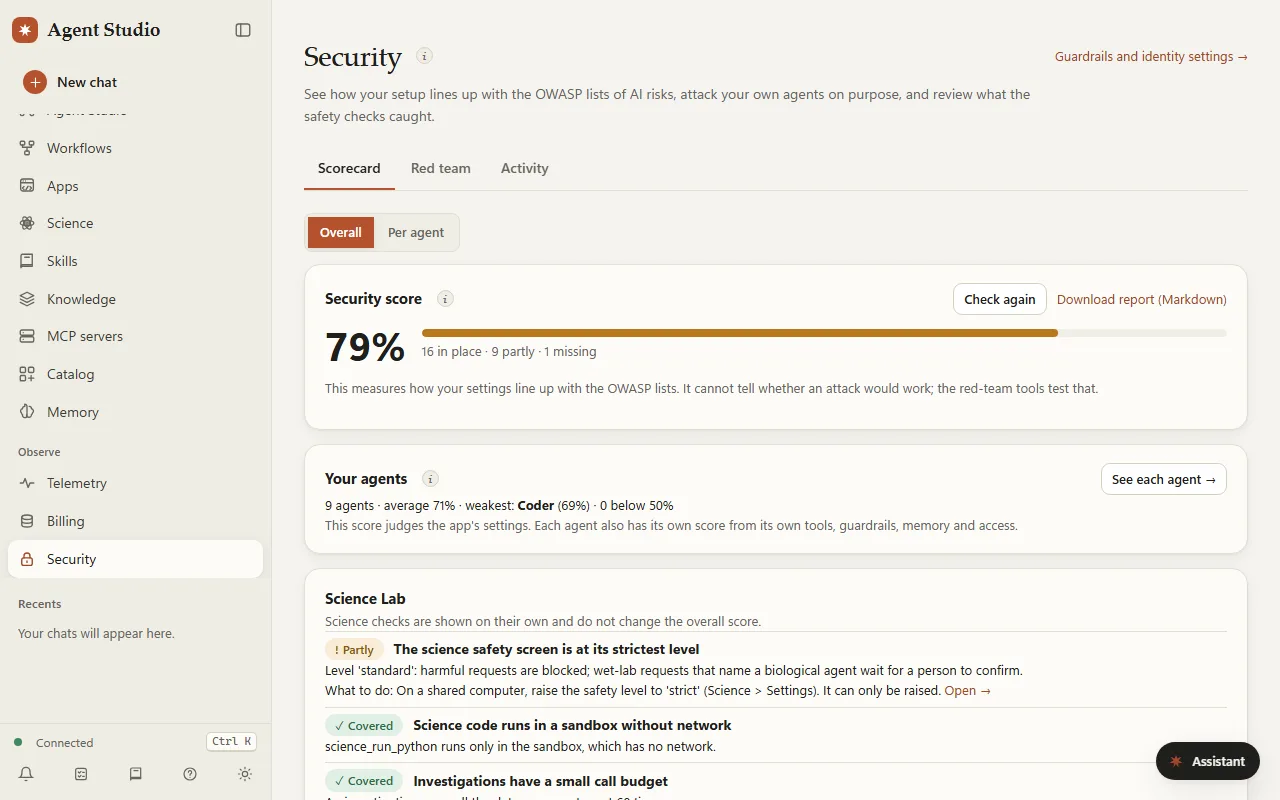 Agent Studio
New chat
Agent Studio
Workflows
Apps
Science
Skills
Knowledge
MCP servers
Catalog
Memory
Observe
Telemetry
Billing
Security
Recents
Your chats will appear here.
Connected
Ctrl K
Security
Guardrails and identity settings →
See how your setup lines up with the OWASP lists of AI risks, attack your own agents on purpose, and review what the
safety checks caught.
Scorecard Red team Activity
Overall Per agent
Security score
Check again Download report (Markdown)
79%
16 in place · 9 partly · 1 missing
This measures how your settings line up with the OWASP lists. It cannot tell whether an attack would work; the red-team tools test that.
Your agents
See each agent →
9 agents · average 71% · weakest: Coder (69%) · 0 below 50%
This score judges the app's settings. Each agent also has its own score from its own tools, guardrails, memory and access.
Science Lab
Science checks are shown on their own and do not change the overall score.
! Partly The science safety screen is at its strictest level
Level 'standard': harmful requests are blocked; wet-lab requests that name a biological agent wait for a person to confirm.
What to do: On a shared computer, raise the safety level to 'strict' (Science > Settings). It can only be raised. Open →
✓ Covered Science code runs in a sandbox without network
science_run_python runs only in the sandbox, which has no network.
✓ Covered Investigations have a small call budget
Assistant